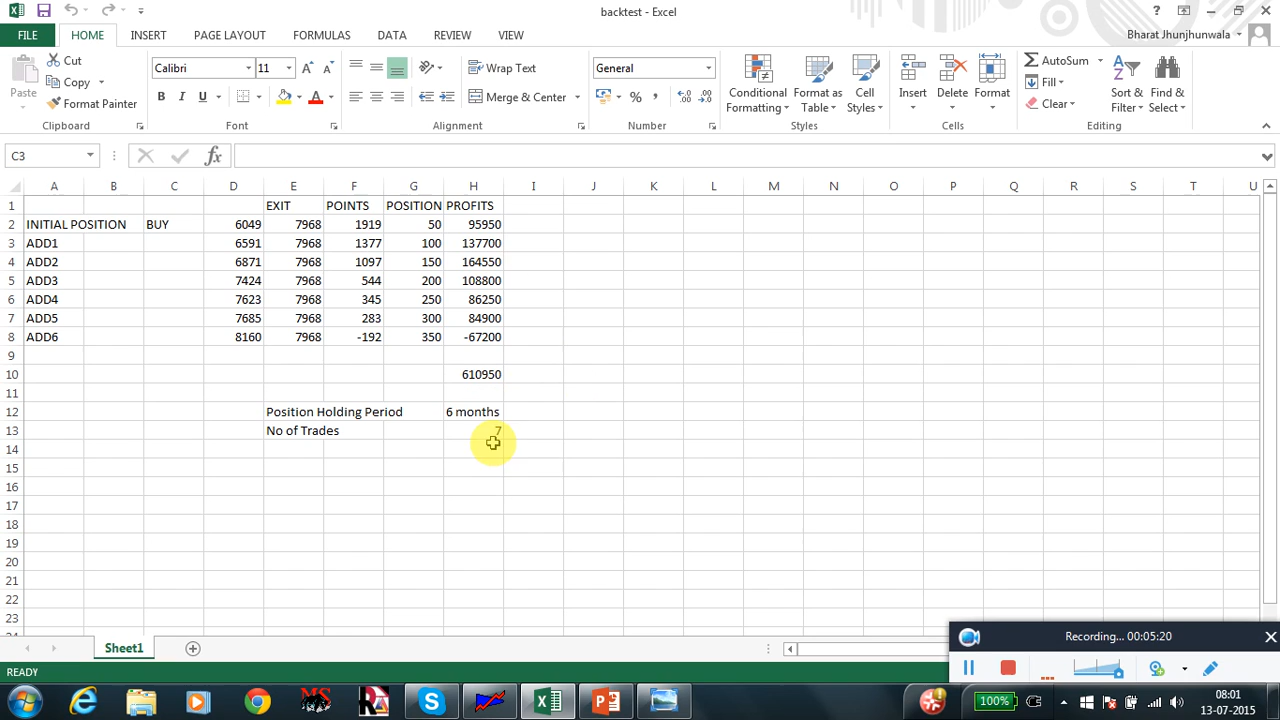 backtest - Excel
FILE HOME INSERT PAGE LAYOUT FORMULAS DATA REVIEW VIEW Bharat Jhunjhunwala
Paste Cut Copy Format Painter Clipboard
Calibri 11 B I U A Font
Wrap Text Merge & Center Alignment
General % , Number
Conditional Formatting Format as Table Cell Styles Styles
Insert Delete Format Cells
AutoSum Fill Clear Sort & Filter Find & Select Editing
C3 fx
A B C D E F G H I J K L M N O P Q R S T U
1 EXIT POINTS POSITION PROFITS
2 INITIAL POSITION BUY 6049 7968 1919 50 95950
3 ADD1 6591 7968 1377 100 137700
4 ADD2 6871 7968 1097 150 164550
5 ADD3 7424 7968 544 200 108800
6 ADD4 7623 7968 345 250 86250
7 ADD5 7685 7968 283 300 84900
8 ADD6 8160 7968 -192 350 -67200
9
10 610950
11
12 Position Holding Period 6 months
13 No of Trades 7
14
15
16
17
18
19
20
21
22
23
Sheet1
Recording... 00:05:20
READY
100% 08:01
13-07-2015